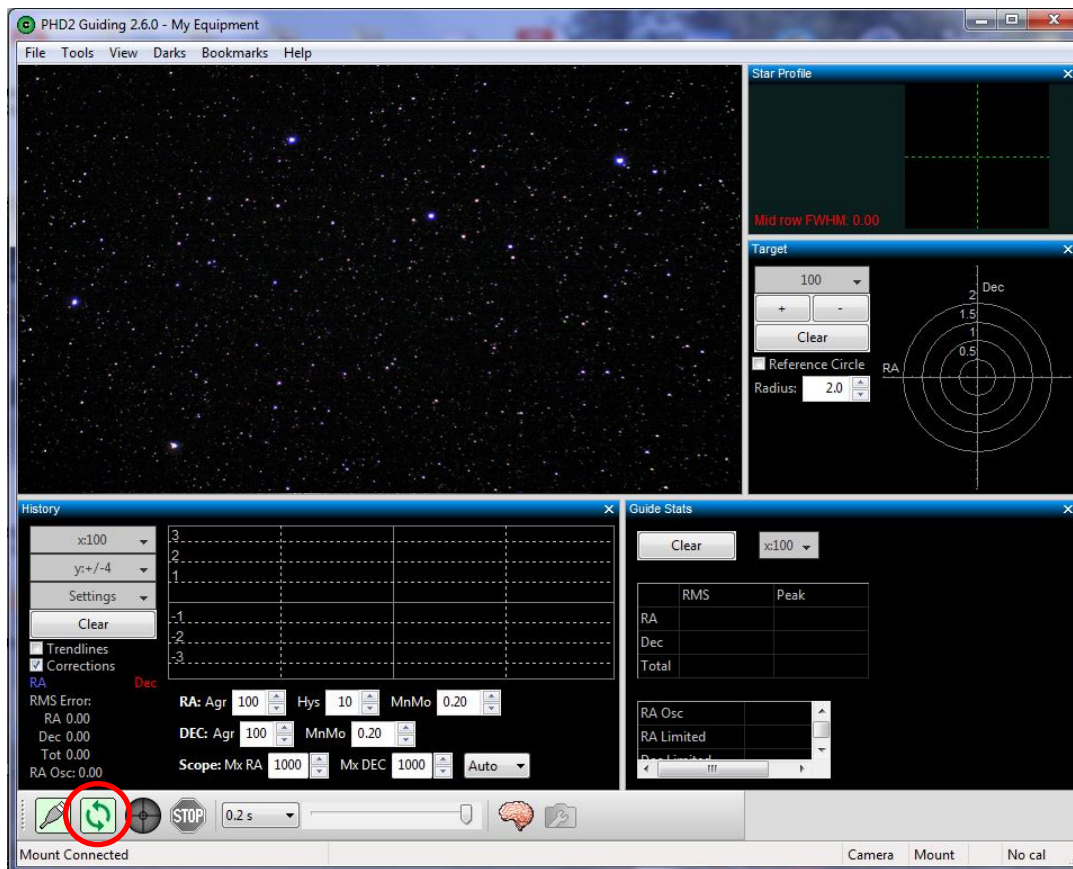 PHD2 Guiding 2.6.0 - My Equipment
File Tools View Darks Bookmarks Help
Star Profile
Mid row FWHM: 0.00
Target
100
+ -
Clear
Reference Circle
Radius: 2.0
Dec
2
1.5
1
0.5
RA
History
x:100
y:+/-4
Settings
Clear
Trendlines
Corrections
RA Dec
RMS Error:
RA 0.00
Dec 0.00
Tot 0.00
RA Osc: 0.00
3
2
1
-1
-2
-3
RA: Agr 100 Hys 10 MnMo 0.20
DEC: Agr 100 MnMo 0.20
Scope: Mx RA 1000 Mx DEC 1000 Auto
Guide Stats
Clear x:100
RMS Peak
RA
Dec
Total
RA Osc
RA Limited
Dec Limited
STOP 0.2 s
Mount Connected Camera Mount No cal